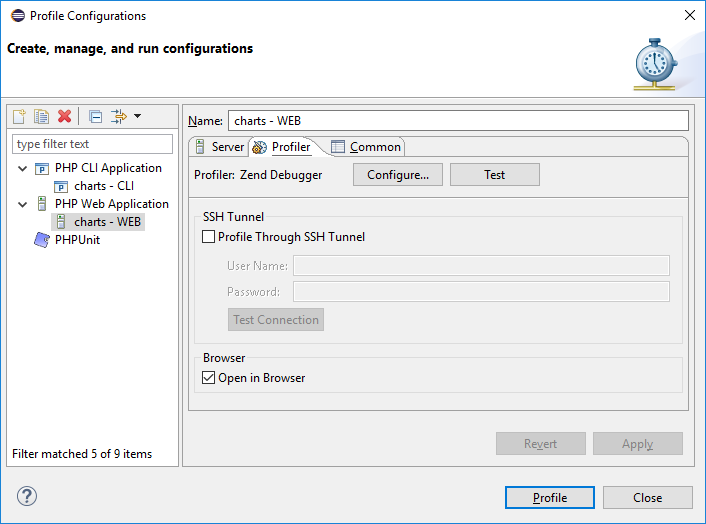 Profile Configurations
Create, manage, and run configurations
type filter text
PHP CLI Application
charts - CLI
PHP Web Application
charts - WEB
PHPUnit
Filter matched 5 of 9 items
Name: charts - WEB
Server Profiler Common
Profiler: Zend Debugger Configure... Test
SSH Tunnel
Profile Through SSH Tunnel
User Name:
Password:
Test Connection
Browser
Open in Browser
Revert Apply
Profile Close